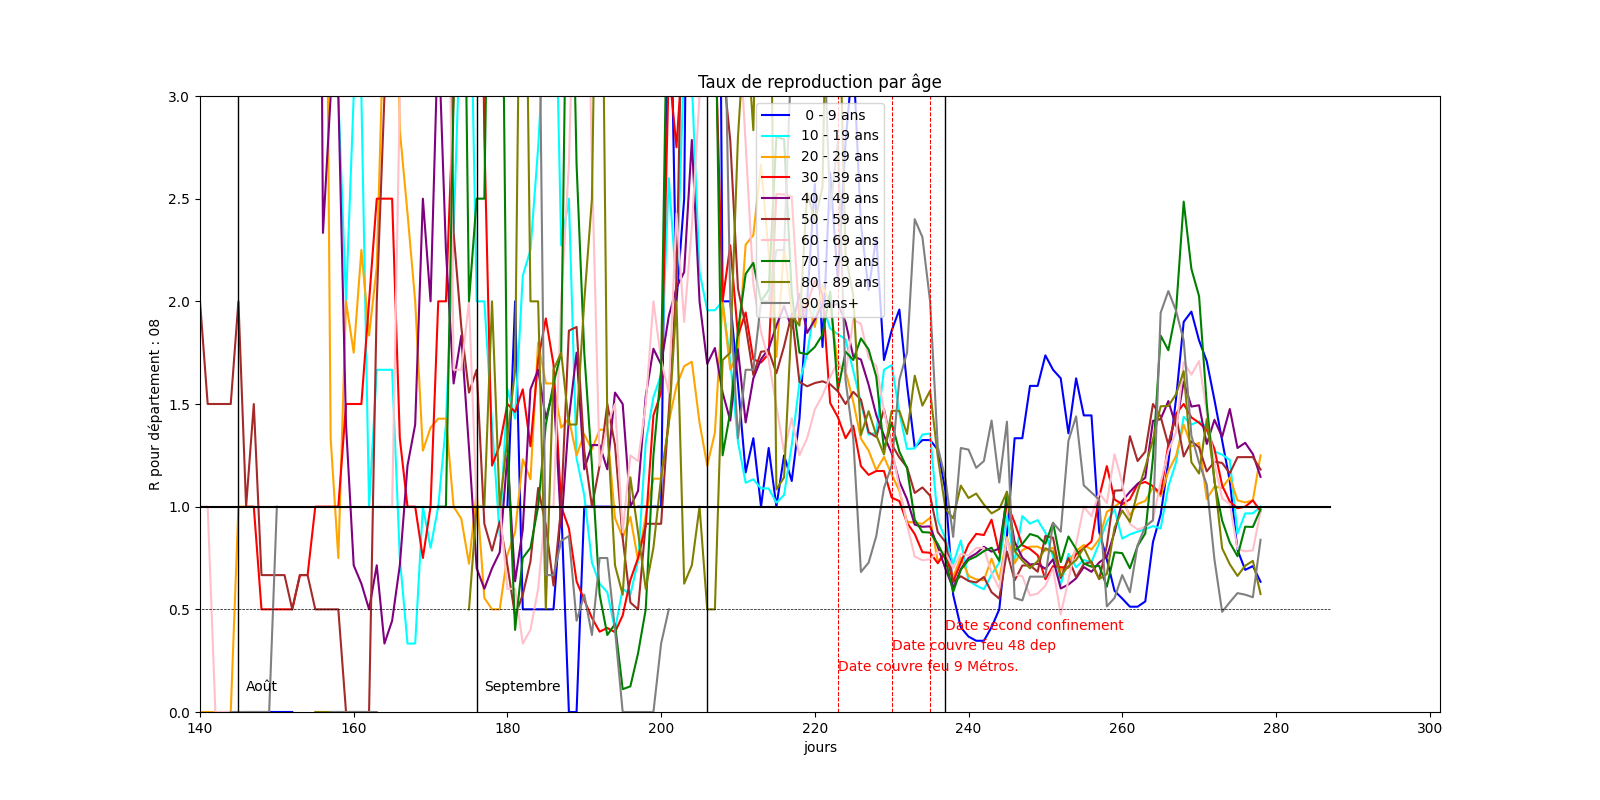 Taux de reproduction par âge
R pour département : 08
3.0
2.5
2.0
1.5
1.0
0.5
0.0
0 - 9 ans
10 - 19 ans
20 - 29 ans
30 - 39 ans
40 - 49 ans
50 - 59 ans
60 - 69 ans
70 - 79 ans
80 - 89 ans
90 ans+
Date second confinement
Date couvre feu 48 dep
Date couvre feu 9 Métros.
Août
Septembre
140 160 180 200 220 240 260 280 300
jours